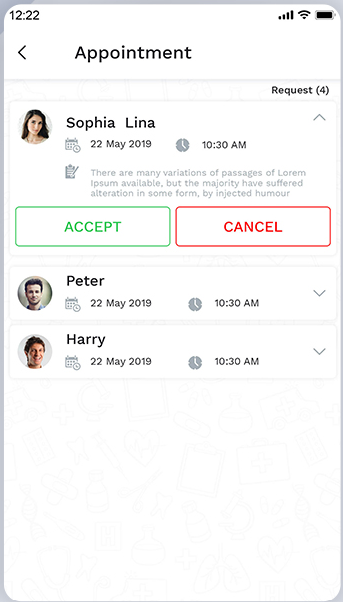 12:22
Appointment
Request (4)
Sophia Lina
22 May 2019 10:30 AM
There are many variations of passages of Lorem
Ipsum available, but the majority have suffered
alteration in some form, by injected humour
ACCEPT CANCEL
Peter
22 May 2019 10:30 AM
Harry
22 May 2019 10:30 AM